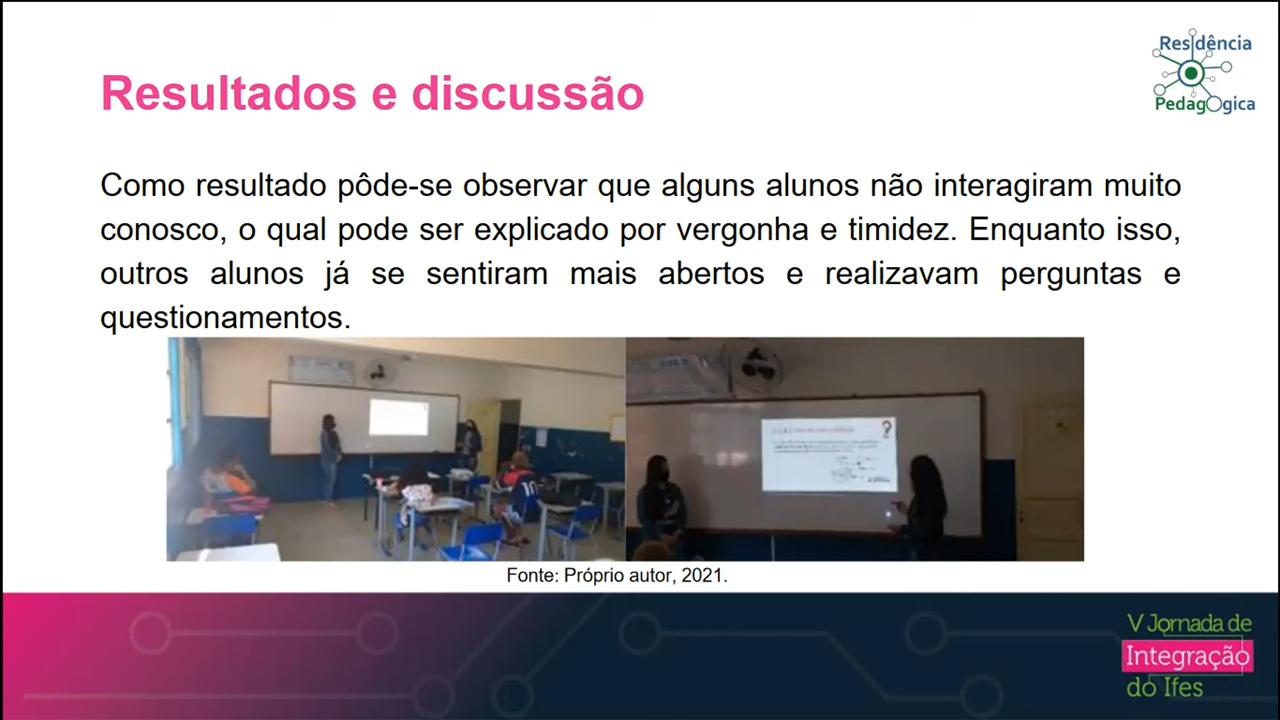 Residência
Pedagógica
Resultados e discussão
Como resultado pôde-se observar que alguns alunos não interagiram muito
conosco, o qual pode ser explicado por vergonha e timidez. Enquanto isso,
outros alunos já se sentiram mais abertos e realizavam perguntas e
questionamentos.
?
10
Fonte: Próprio autor, 2021.
V Jornada de
Integração
do Ifes